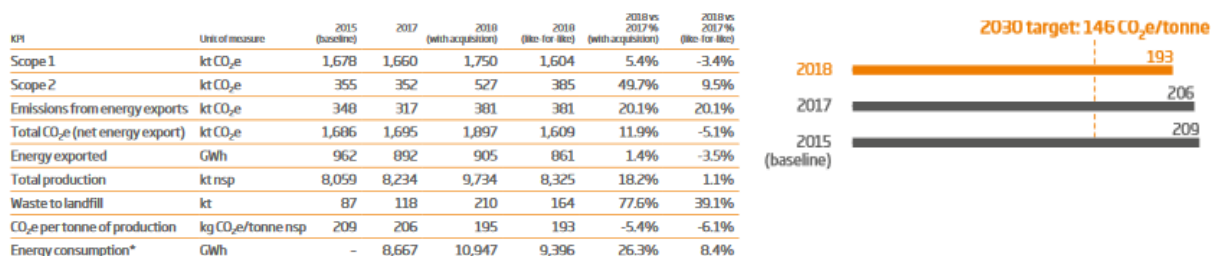 KPI Unit of measure 2015 (baseline) 2017 2018 (with acquisition) 2018 (like-for-like) 2018 vs 2017 % (with acquisition) 2018 vs 2017 % (like-for-like)
Scope 1 kt CO₂e 1,678 1,660 1,750 1,604 5.4% -3.4%
Scope 2 kt CO₂e 355 352 527 385 49.7% 9.5%
Emissions from energy exports kt CO₂e 348 317 381 381 20.1% 20.1%
Total CO₂e (net energy export) kt CO₂e 1,686 1,695 1,897 1,609 11.9% -5.1%
Energy exported GWh 962 892 905 861 1.4% -3.5%
Total production kt nsp 8,059 8,234 9,734 8,325 18.2% 1.1%
Waste to landfill kt 87 118 210 164 77.6% 39.1%
CO₂e per tonne of production kg CO₂e/tonne nsp 209 206 195 193 -5.4% -6.1%
Energy consumption* GWh – 8,667 10,947 9,396 26.3% 8.4%
2030 target: 146 CO₂e/tonne
2018 193
2017 206
2015 209
(baseline)